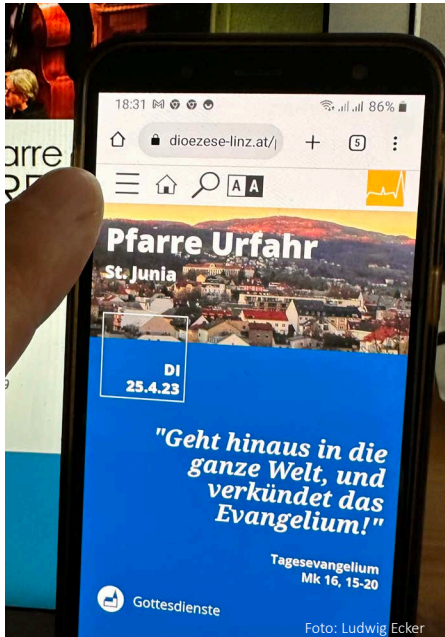 arre
18:31
86%
dioezese-linz.at/
5
A A
Pfarre Urfahr
St. Junia
DI
25.4.23
"Geht hinaus in die
ganze Welt, und
verkündet das
Evangelium!"
Tagesevangelium
Mk 16, 15-20
Gottesdienste
Foto: Ludwig Ecker